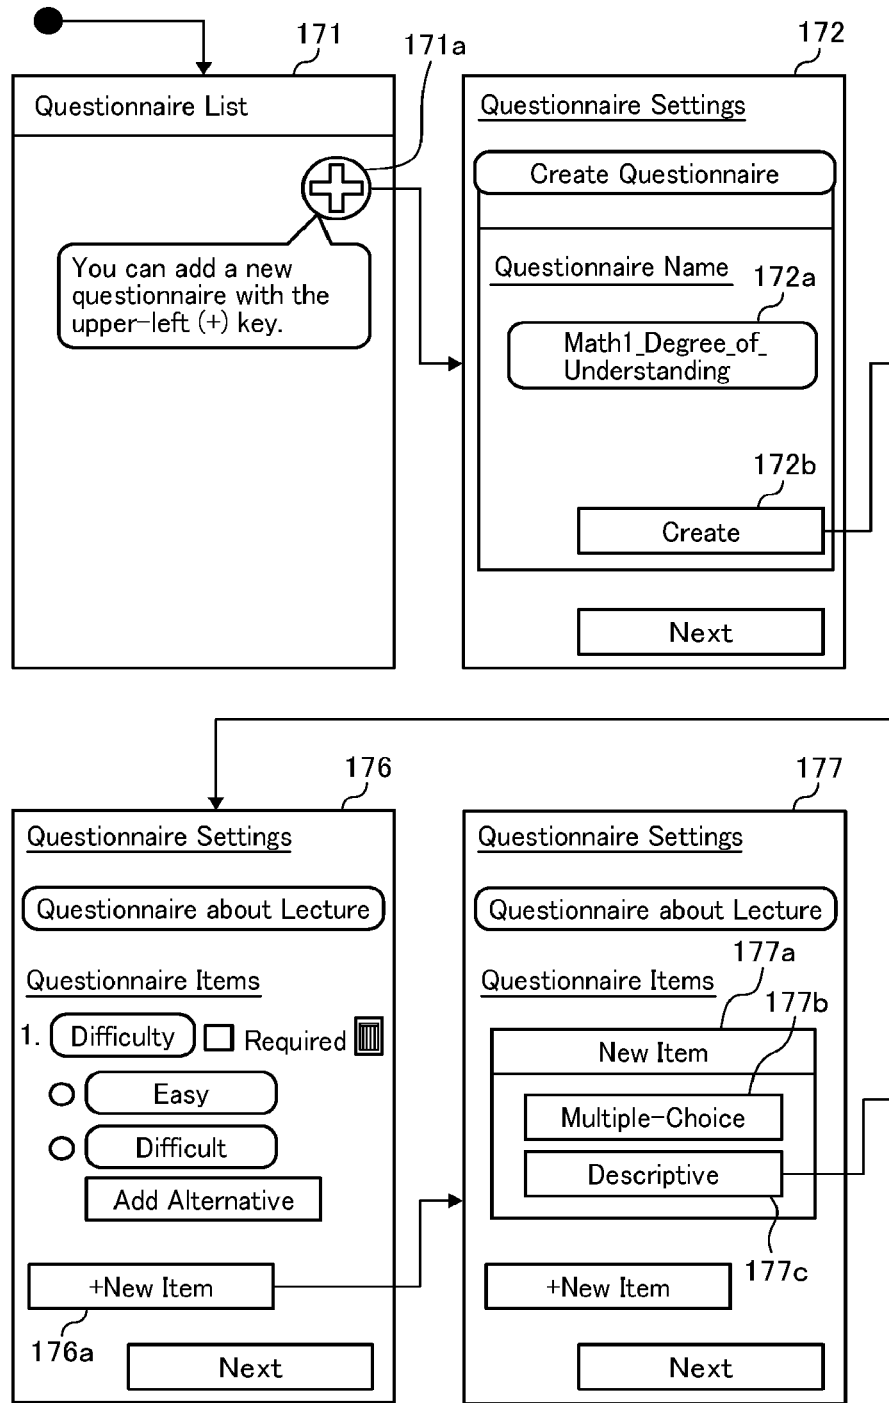 171
171a
Questionnaire List
You can add a new
questionnaire with the
upper-left (+) key.
172
Questionnaire Settings
Create Questionnaire
Questionnaire Name
172a
Math1_Degree_of_
Understanding
172b
Create
Next
176
Questionnaire Settings
Questionnaire about Lecture
Questionnaire Items
1. Difficulty Required
Easy
Difficult
Add Alternative
+New Item
176a
Next
177
Questionnaire Settings
Questionnaire about Lecture
177a
Questionnaire Items
177b
New Item
Multiple-Choice
Descriptive
177c
+New Item
Next